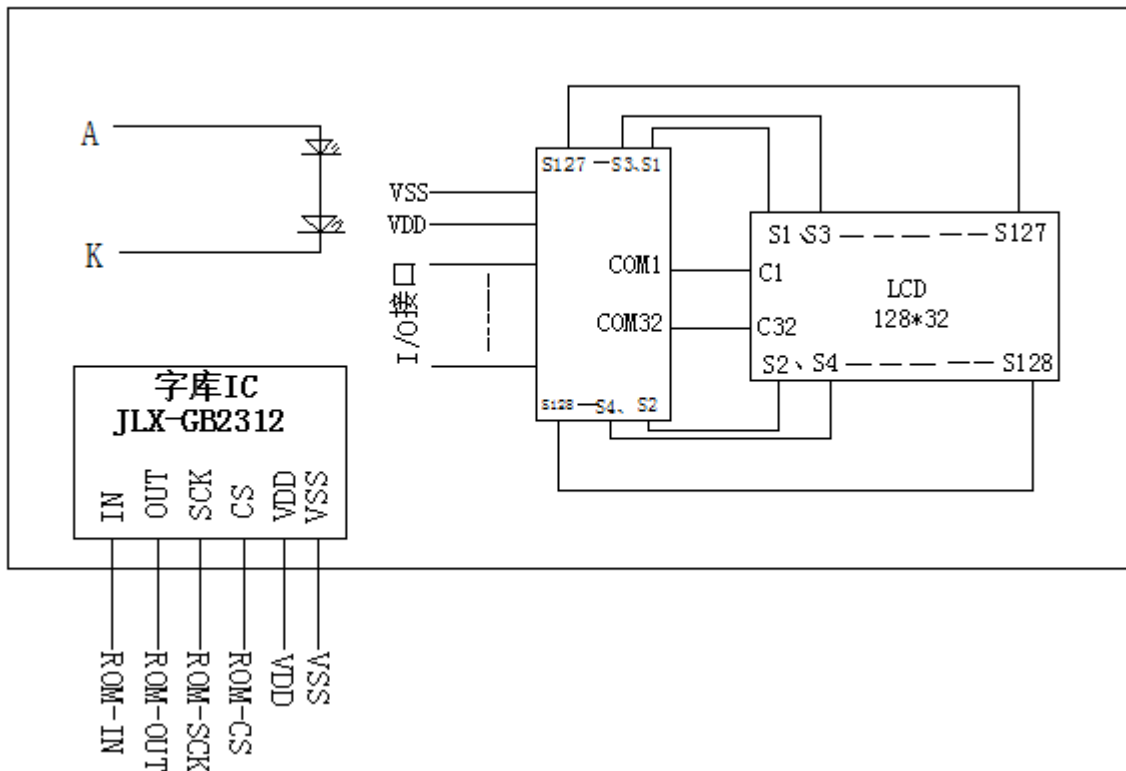 A
K
S127 — S3、S1
VSS
VDD
I/O接口
COM1
COM32
S128 — S4、 S2
S1、S3 — — — — — S127
C1
LCD
128*32
C32
S2、S4 — — — — — S128
字库IC
JLX-GB2312
IN
OUT
SCK
CS
VDD
VSS
ROM-IN
ROM-OUT
ROM-SCK
ROM-CS
VDD
VSS